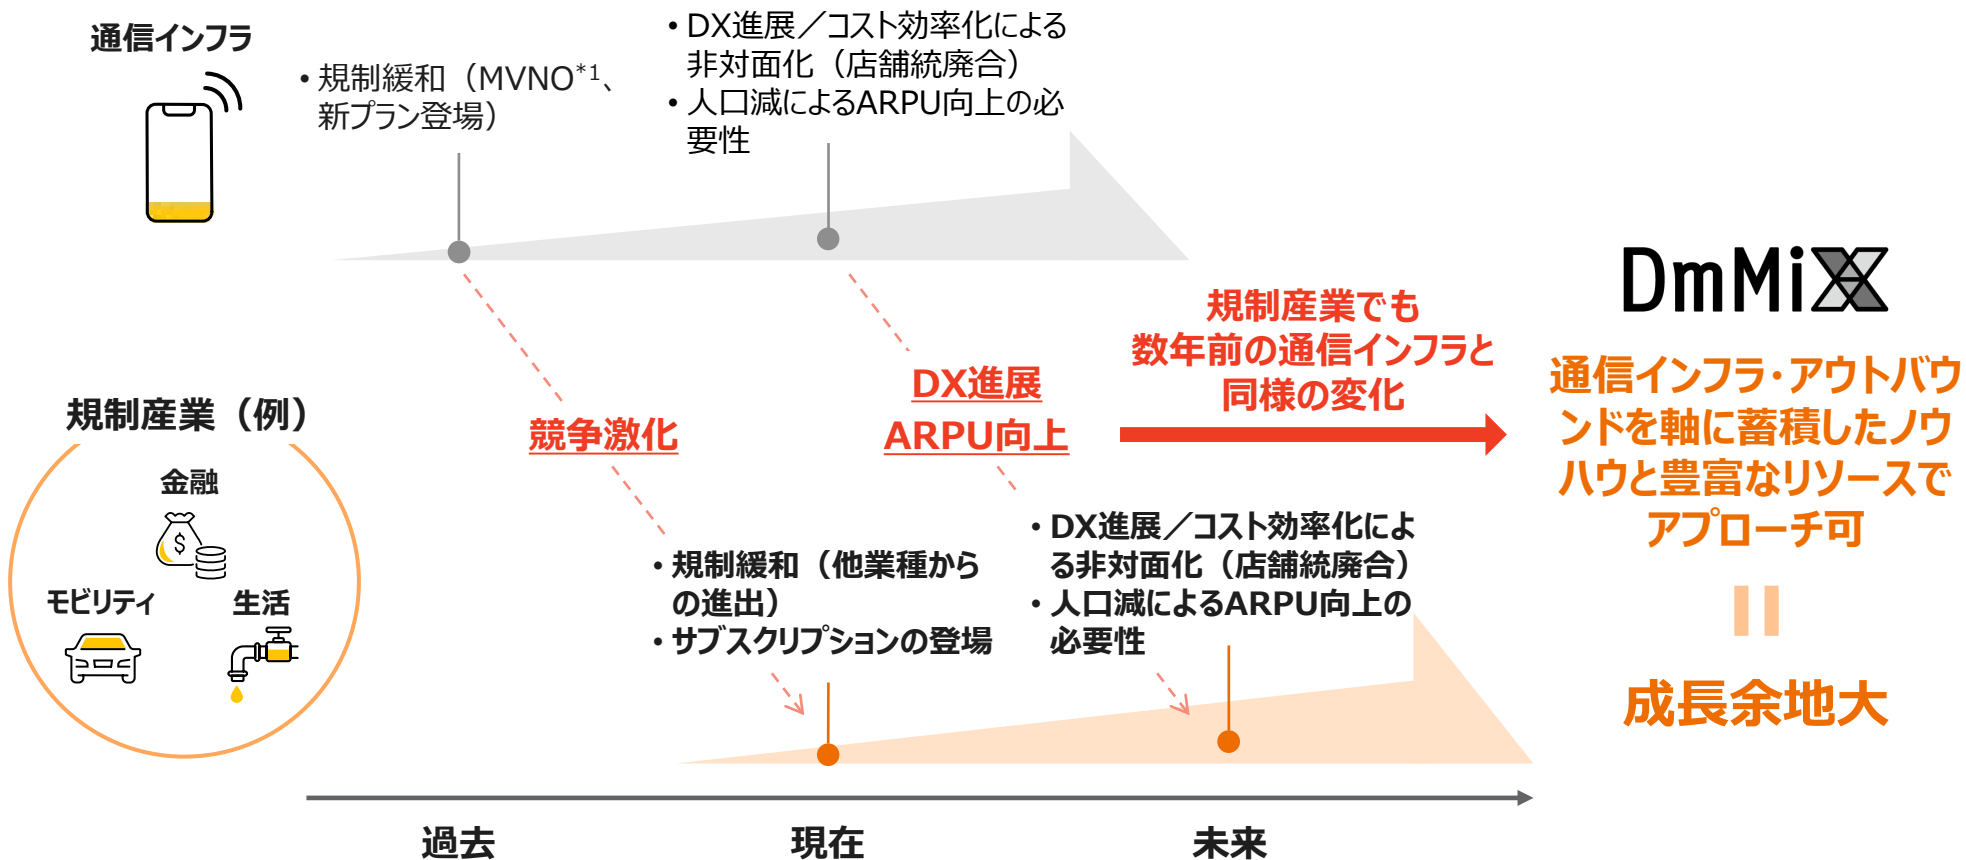 通信インフラ
• 規制緩和（MVNO*1、
新プラン登場）
• DX進展／コスト効率化による
非対面化（店舗統廃合）
• 人口減によるARPU向上の必
要性
規制産業（例）
金融
$
モビリティ
生活
競争激化
DX進展
ARPU向上
規制産業でも
数年前の通信インフラと
同様の変化
• 規制緩和（他業種から
の進出）
• サブスクリプションの登場
• DX進展／コスト効率化によ
る非対面化（店舗統廃合）
• 人口減によるARPU向上の
必要性
DmMiX
通信インフラ・アウトバウ
ンドを軸に蓄積したノウ
ハウと豊富なリソースで
アプローチ可
成長余地大
過去
現在
未来